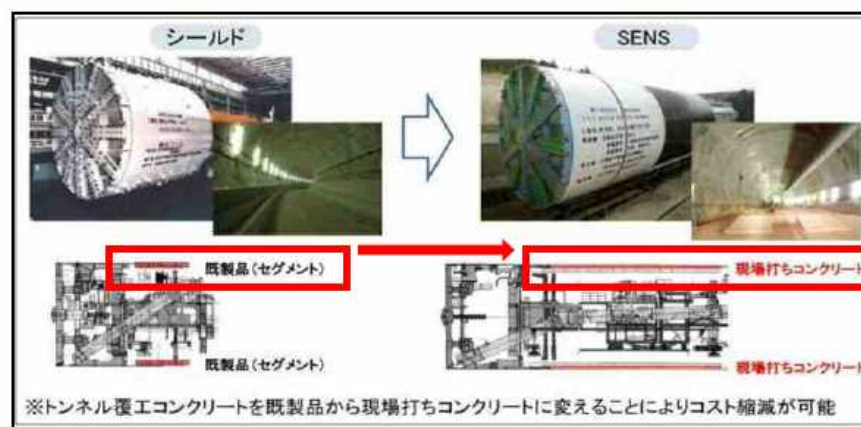 シールド
SENS
既製品(セグメント)
現場打ちコンクリート
既製品(セグメント)
現場打ちコンクリート
※トンネル覆工コンクリートを既製品から現場打ちコンクリートに変えることによりコスト縮減が可能